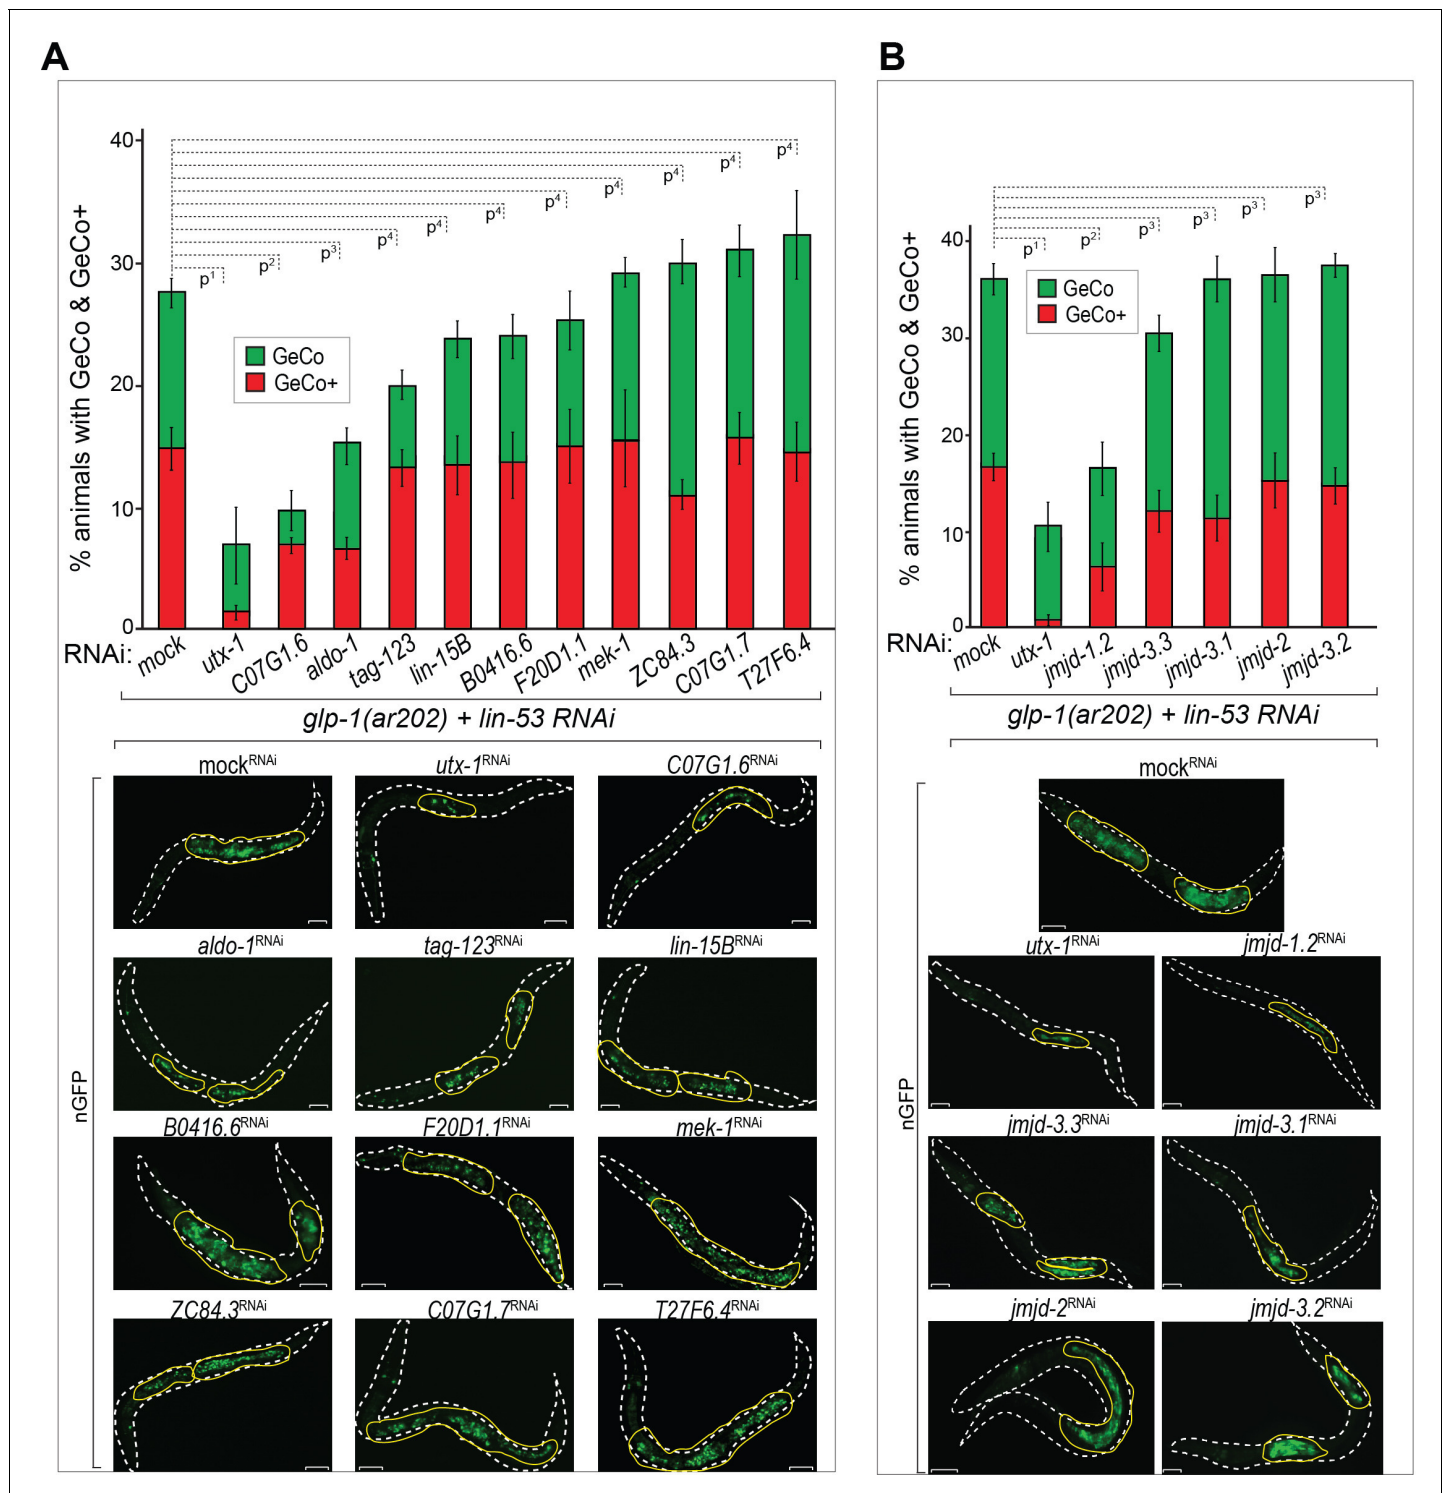 A
% animals with GeCo & GeCo+
40
30
20
10
0
p⁴
p⁴
p⁴
p⁴
p⁴
p⁴
p⁴
p⁴
p³
p²
p¹
GeCo
GeCo+
RNAi:
mock
utx-1
C07G1.6
aldo-1
tag-123
lin-15B
B0416.6
F20D1.1
mek-1
ZC84.3
C07G1.7
T27F6.4
glp-1(ar202) + lin-53 RNAi
nGFP
mockRNAi
utx-1RNAi
C07G1.6RNAi
aldo-1RNAi
tag-123RNAi
lin-15BRNAi
B0416.6RNAi
F20D1.1RNAi
mek-1RNAi
ZC84.3RNAi
C07G1.7RNAi
T27F6.4RNAi
B
% animals with GeCo & GeCo+
40
30
20
10
0
p³
p³
p³
p³
p²
p¹
GeCo
GeCo+
RNAi:
mock
utx-1
jmjd-1.2
jmjd-3.3
jmjd-3.1
jmjd-2
jmjd-3.2
glp-1(ar202) + lin-53 RNAi
nGFP
mockRNAi
utx-1RNAi
jmjd-1.2RNAi
jmjd-3.3RNAi
jmjd-3.1RNAi
jmjd-2RNAi
jmjd-3.2RNAi